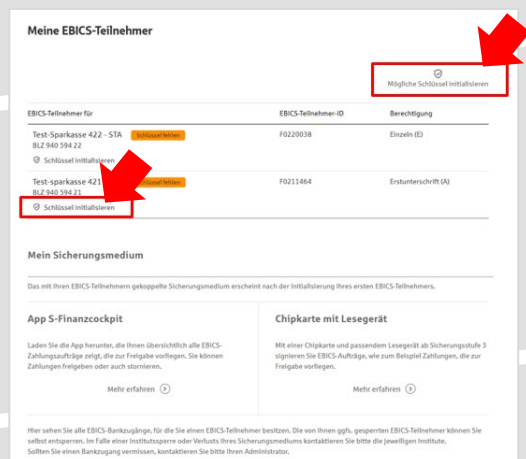 Meine EBICS-Teilnehmer
Mögliche Schlüssel initialisieren
EBICS-Teilnehmer für EBICS-Teilnehmer-ID Berechtigung
Test-Sparkasse 422 - STA Schlüssel fehlen F0220038 Einzeln (E)
BLZ 940 594 22
Schlüssel initialisieren
Test-sparkasse 421 Schlüssel fehlen F0211464 Erstunterschrift (A)
BLZ 940 594 21
Schlüssel initialisieren
Mein Sicherungsmedium
Das mit Ihren EBICS-Teilnehmern gekoppelte Sicherungsmedium erscheint nach der Initialisierung Ihres ersten EBICS-Teilnehmers.
App S-Finanzcockpit Chipkarte mit Lesegerät
Laden Sie die App herunter, die Ihnen übersichtlich alle EBICS-
Zahlungsaufträge zeigt, die zur Freigabe vorliegen. Sie können
Zahlungen freigeben oder auch stornieren.
Mit einer Chipkarte und passendem Lesegerät ab Sicherungsstufe 3
signieren Sie EBICS-Aufträge, wie zum Beispiel Zahlungen, die zur
Freigabe vorliegen.
Mehr erfahren Mehr erfahren
Hier sehen Sie alle EBICS-Bankzugänge, für die Sie einen EBICS-Teilnehmer besitzen. Die von Ihnen ggfs. gesperrten EBICS-Teilnehmer können Sie
selbst entsperren. Im Falle einer Institutssperre oder Verlusts Ihres Sicherungsmediums kontaktieren Sie bitte die jeweiligen Institute.
Sollten Sie einen Bankzugang vermissen, kontaktieren Sie bitte Ihren Administrator.